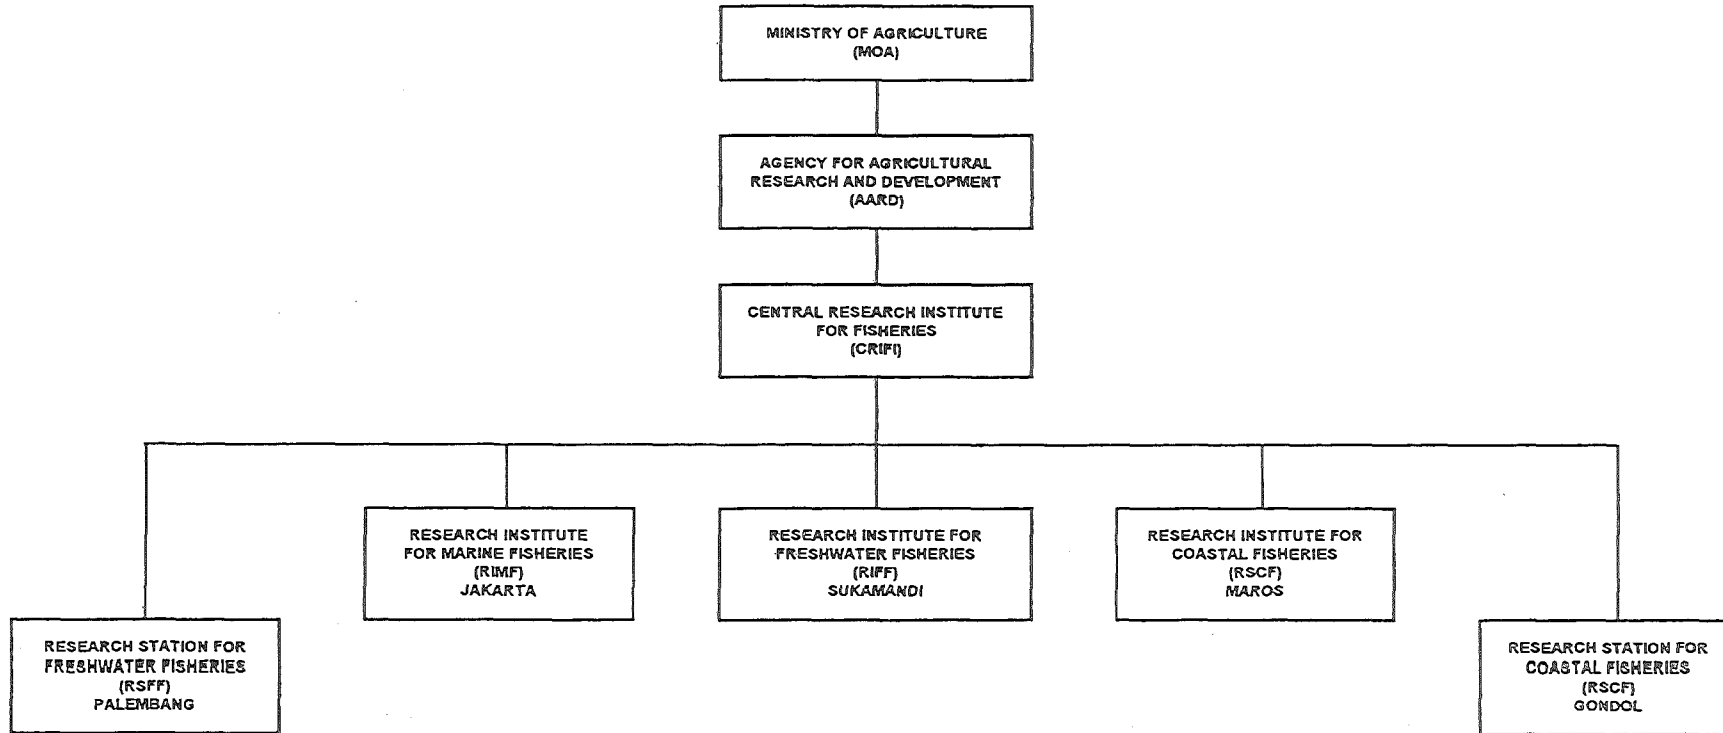 MINISTRY OF AGRICULTURE
(MOA)
AGENCY FOR AGRICULTURAL
RESEARCH AND DEVELOPMENT
(AARD)
CENTRAL RESEARCH INSTITUTE
FOR FISHERIES
(CRIFI)
RESEARCH INSTITUTE
FOR MARINE FISHERIES
(RIMF)
JAKARTA
RESEARCH INSTITUTE FOR
FRESHWATER FISHERIES
(RIFF)
SUKAMANDI
RESEARCH INSTITUTE FOR
COASTAL FISHERIES
(RSCF)
MAROS
RESEARCH STATION FOR
FRESHWATER FISHERIES
(RSFF)
PALEMBANG
RESEARCH STATION FOR
COASTAL FISHERIES
(RSCF)
GONDOL